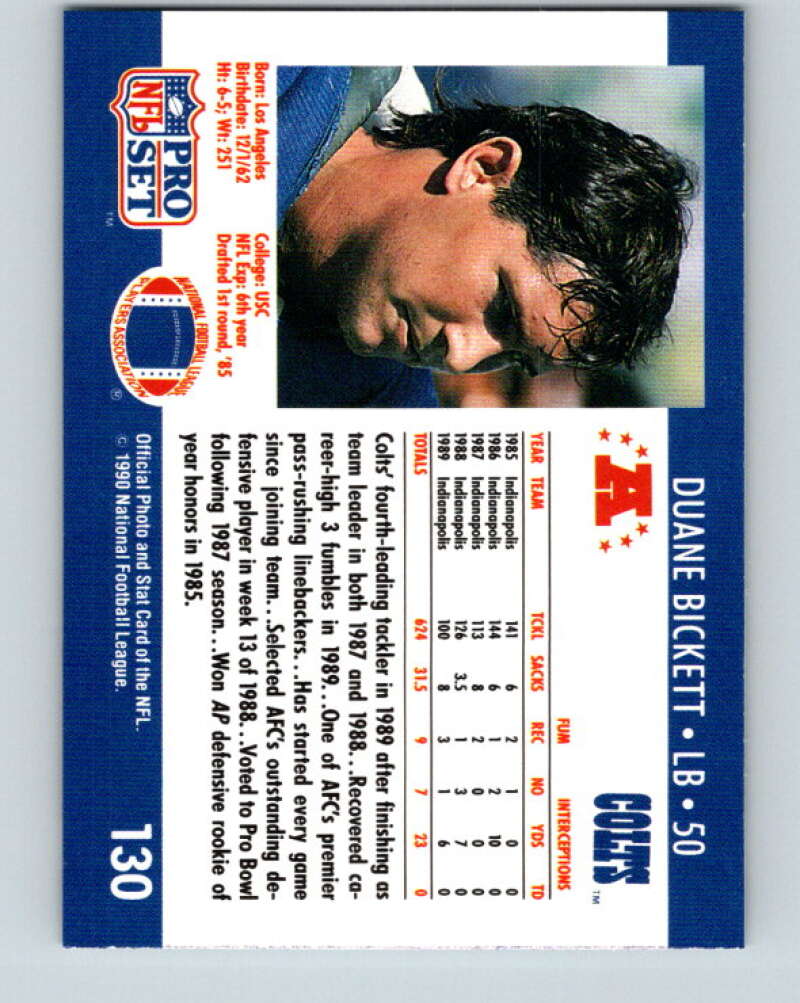 DUANE BICKETT • LB • 50
A
COLTS™
FUM INTERCEPTIONS
YEAR TEAM TCKL SACKS REC NO YDS TD
1985 Indianapolis 141 6 2 1 0 0
1986 Indianapolis 144 6 1 2 10 0
1987 Indianapolis 113 8 2 0 0 0
1988 Indianapolis 126 3.5 1 3 7 0
1989 Indianapolis 100 8 3 1 6 0
TOTALS 624 31.5 9 7 23 0
Colts' fourth-leading tackler in 1989 after finishing as
team leader in both 1987 and 1988...Recovered ca-
reer-high 3 fumbles in 1989...One of AFC's premier
pass-rushing linebackers...Has started every game
since joining team...Selected AFC's outstanding de-
fensive player in week 13 of 1988...Voted to Pro Bowl
following 1987 season...Won AP defensive rookie of
year honors in 1985.
Born: Los Angeles
Birthdate: 12/1/62
Ht: 6-5; Wt: 251
College: USC
NFL Exp: 6th year
Drafted 1st round, '85
NFL
PRO
SET
™
NATIONAL FOOTBALL LEAGUE
PLAYERS ASSOCIATION
®
Official Photo and Stat Card of the NFL.
© 1990 National Football League.
130